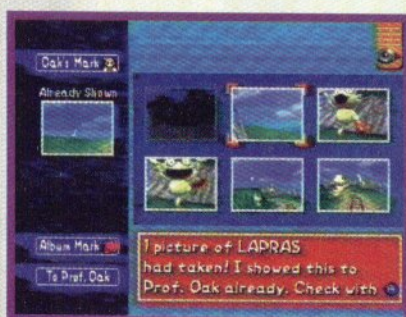 Oak's Mark
Already Shown
Album Mark
To Prof. Oak
1 picture of LAPRAS
had taken! I showed this to
Prof. Oak already. Check with